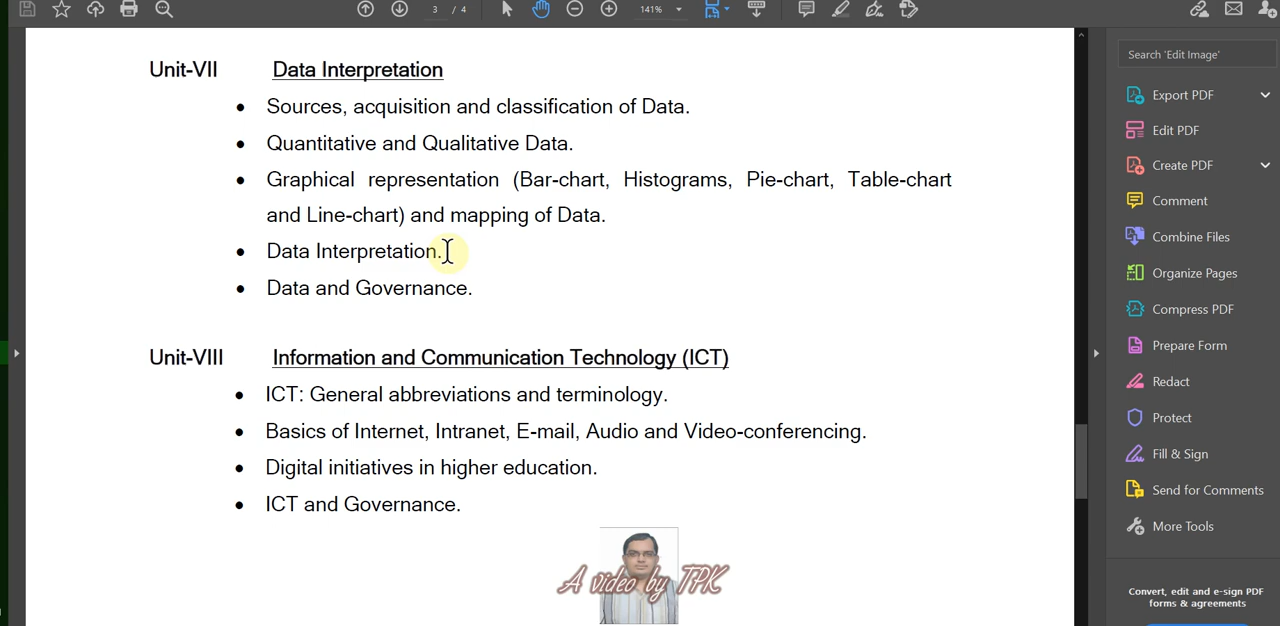 3 / 4 141%
Search 'Edit Image'
Unit-VII Data Interpretation
• Sources, acquisition and classification of Data.
• Quantitative and Qualitative Data.
• Graphical representation (Bar-chart, Histograms, Pie-chart, Table-chart
and Line-chart) and mapping of Data.
• Data Interpretation.
• Data and Governance.
Unit-VIII Information and Communication Technology (ICT)
• ICT: General abbreviations and terminology.
• Basics of Internet, Intranet, E-mail, Audio and Video-conferencing.
• Digital initiatives in higher education.
• ICT and Governance.
A video by TPK
Export PDF
Edit PDF
Create PDF
Comment
Combine Files
Organize Pages
Compress PDF
Prepare Form
Redact
Protect
Fill & Sign
Send for Comments
More Tools
Convert, edit and e-sign PDF
forms & agreements